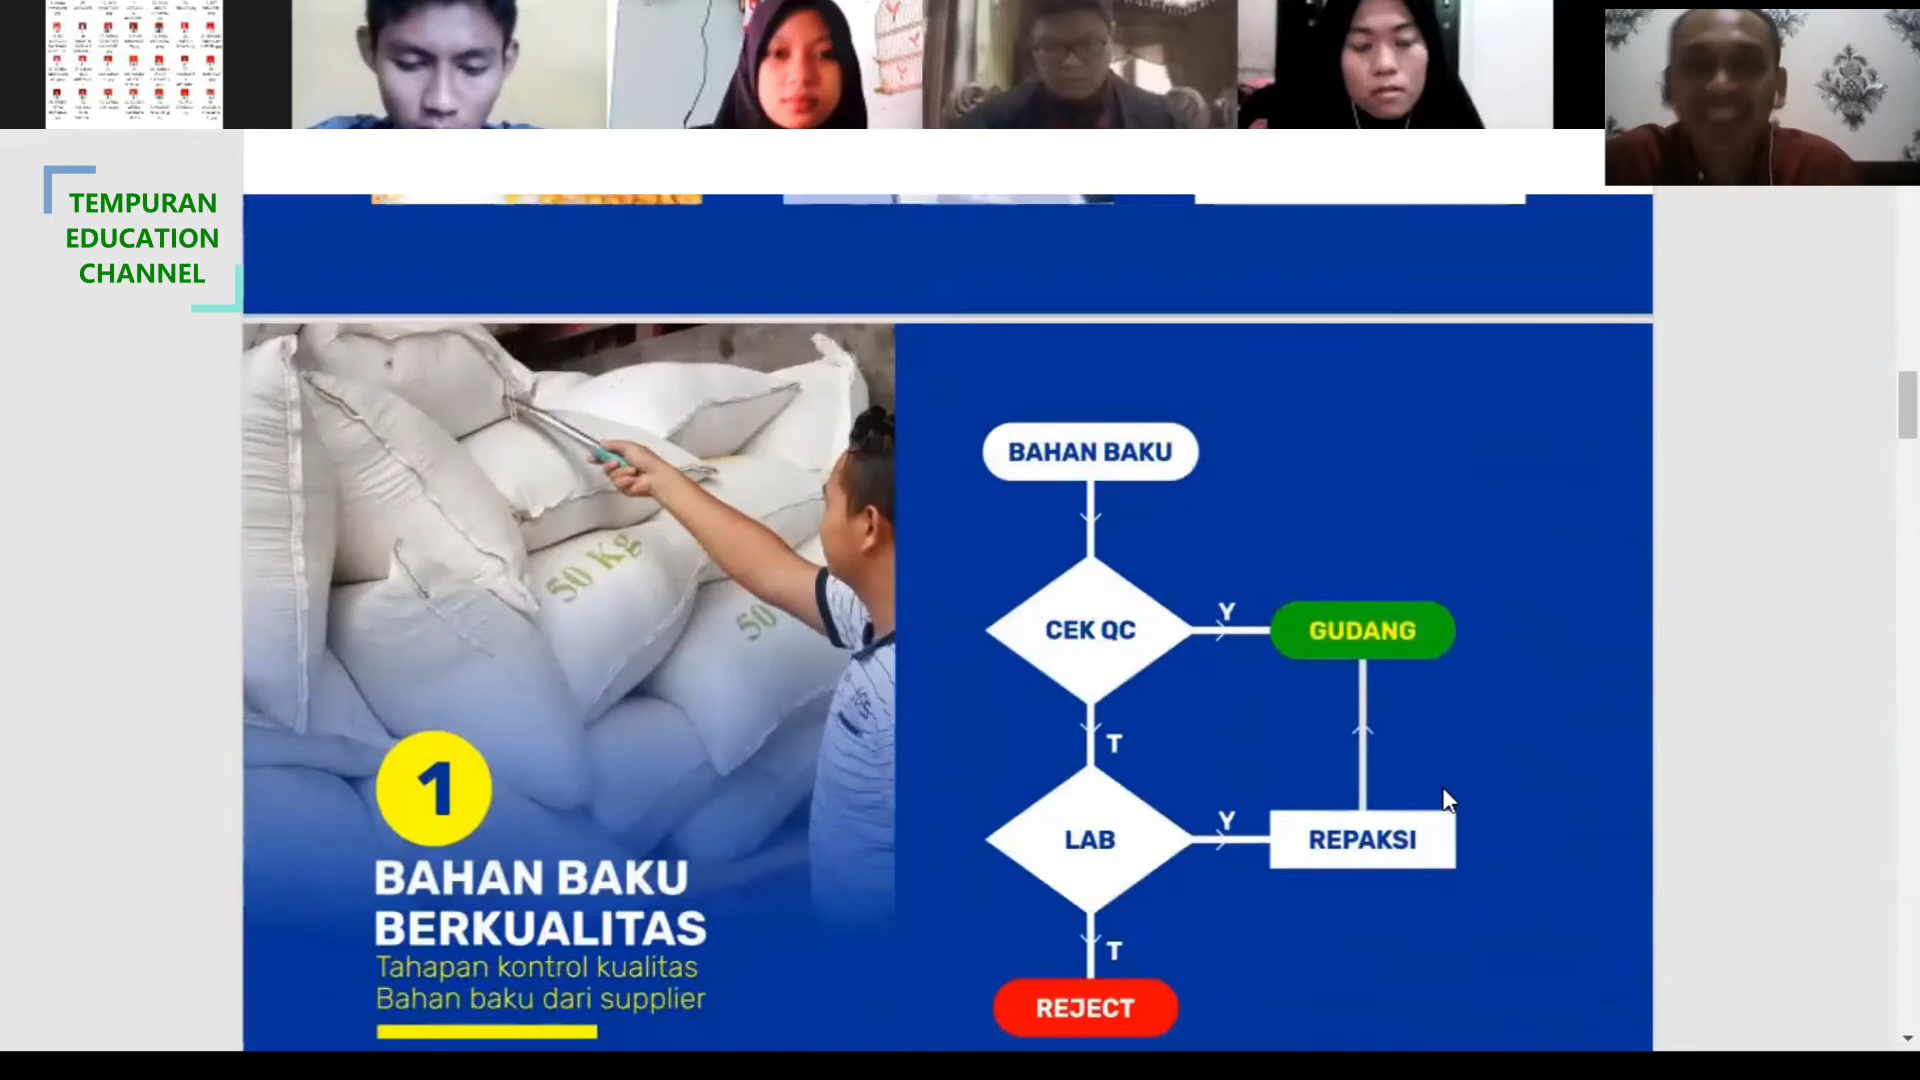 TEMPURAN
EDUCATION
CHANNEL
50 Kg
50
1
BAHAN BAKU
BERKUALITAS
Tahapan kontrol kualitas
Bahan baku dari supplier
BAHAN BAKU
CEK QC
Y
GUDANG
T
LAB
Y
REPAKSI
T
REJECT